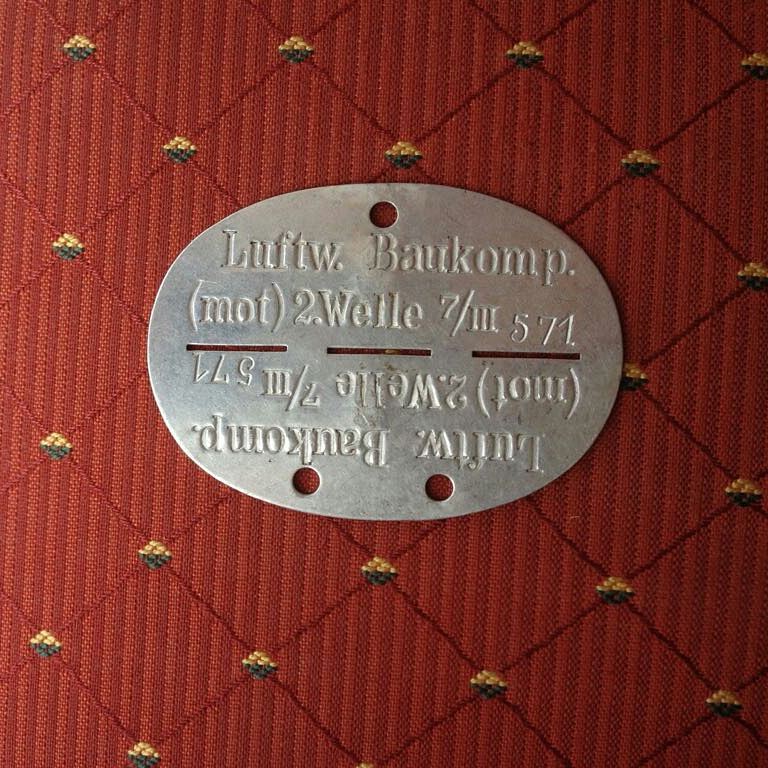 Luftw. Baukomp.
(mot) 2.Welle 7/III 571
Luftw. Baukomp.
(mot) 2.Welle 7/III 571